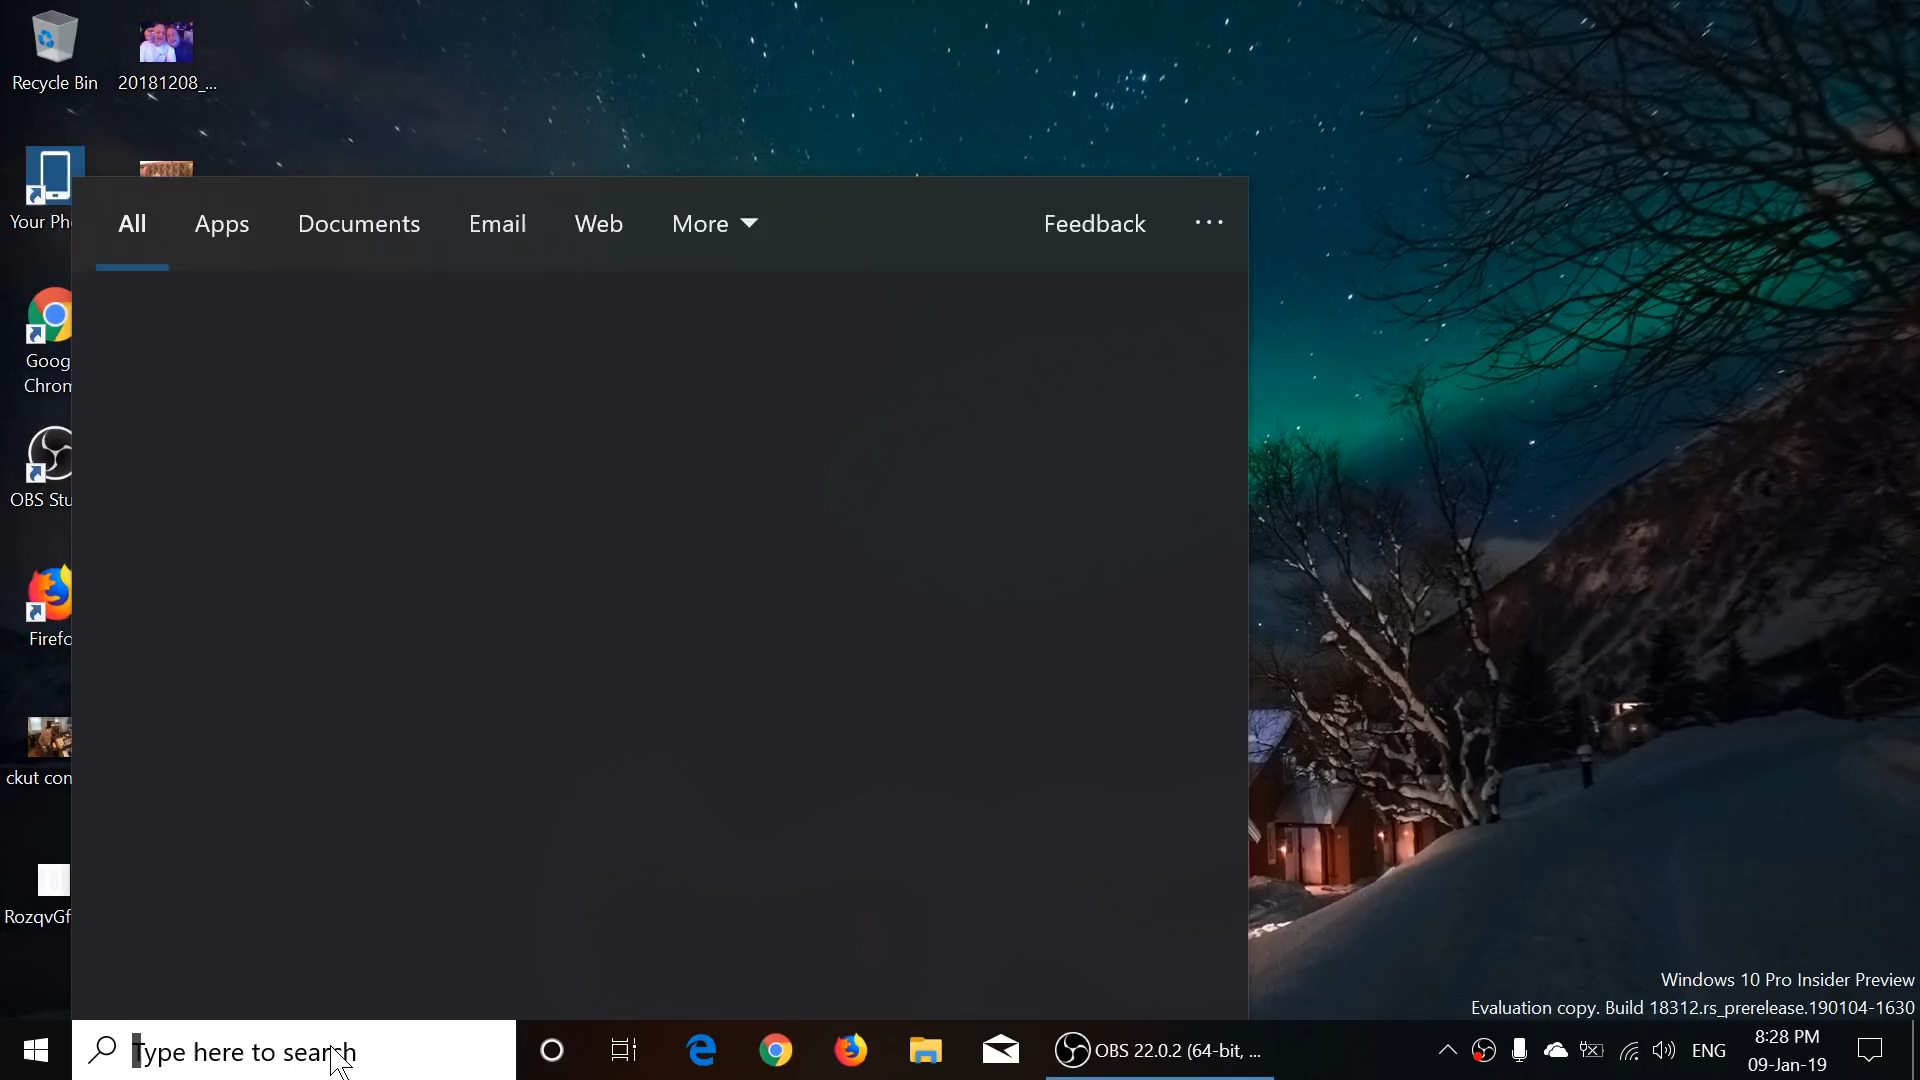 Recycle Bin
20181208_...
Your Ph
Goog
Chrom
OBS Stu
Firefo
ckut con
RozqvGf
All
Apps
Documents
Email
Web
More
Feedback
Windows 10 Pro Insider Preview
Evaluation copy. Build 18312.rs_prerelease.190104-1630
Type here to search
OBS 22.0.2 (64-bit, ...
ENG
8:28 PM
09-Jan-19